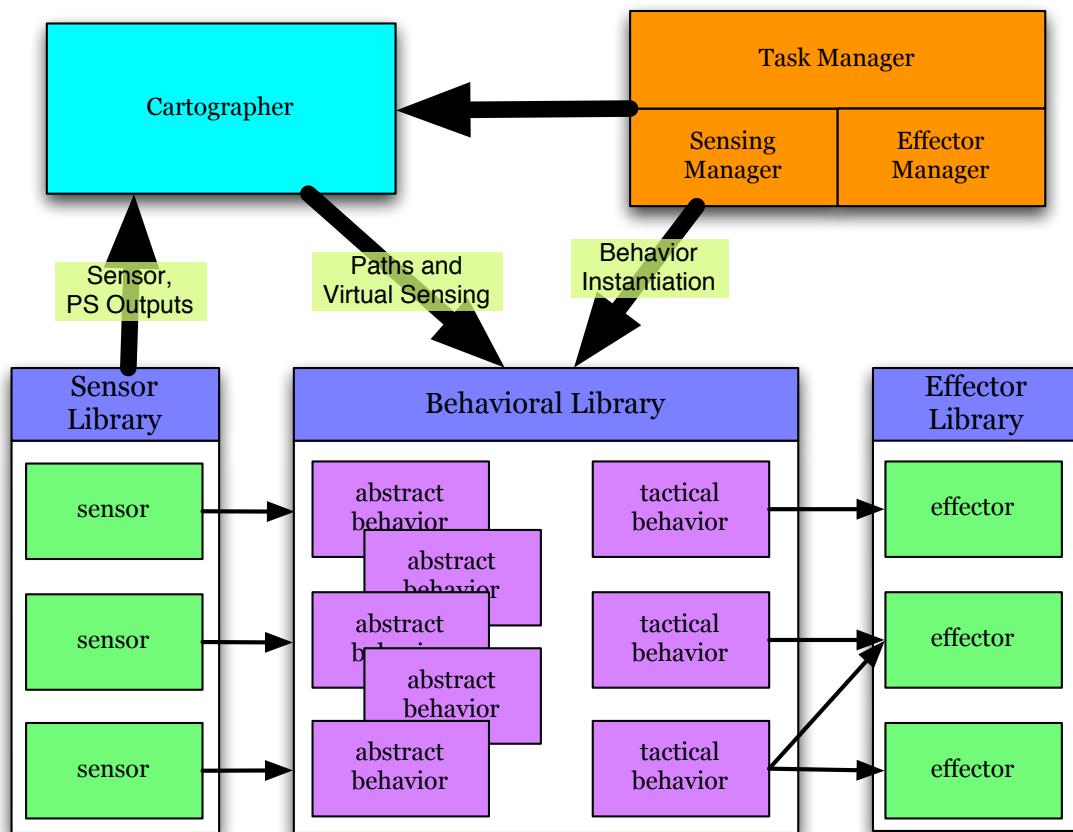 Cartographer
Task Manager
Sensing
Manager
Effector
Manager
Sensor,
PS Outputs
Paths and
Virtual Sensing
Behavior
Instantiation
Sensor
Library
sensor
sensor
sensor
Behavioral Library
abstract
behavior
abstract
behavior
abstract
behavior
abstract
behavior
abstract
behavior
tactical
behavior
tactical
behavior
tactical
behavior
Effector
Library
effector
effector
effector